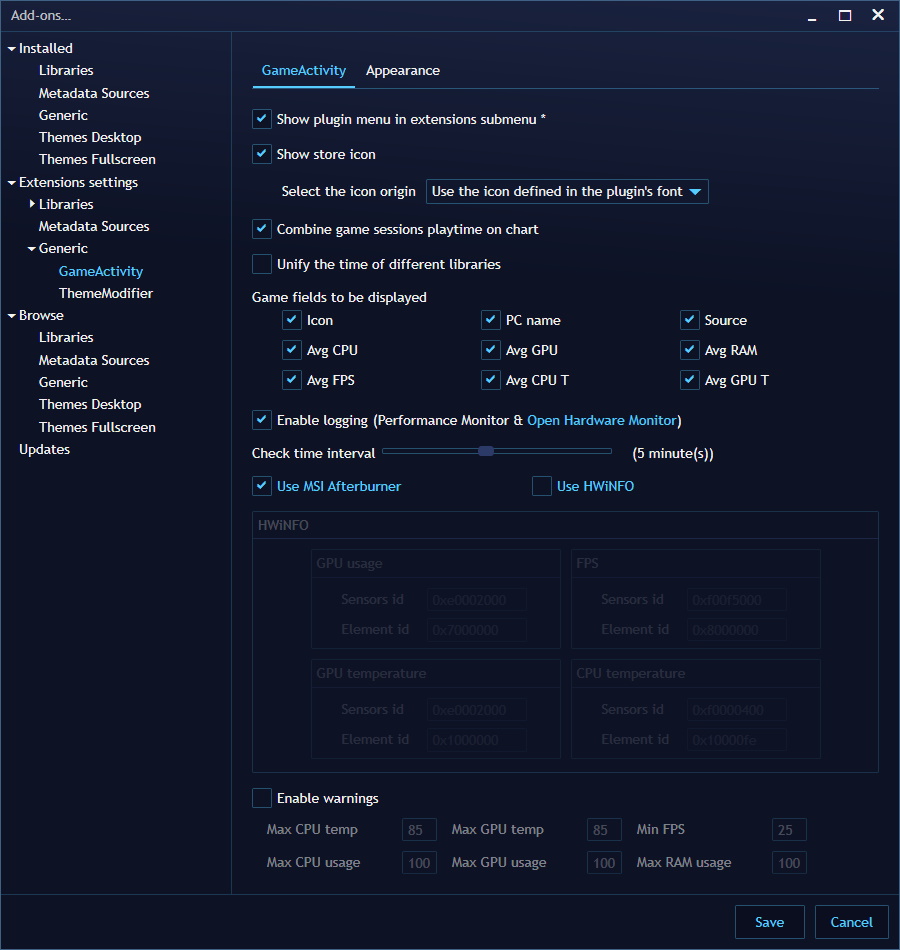 Add-ons...
Installed
Libraries
Metadata Sources
Generic
Themes Desktop
Themes Fullscreen
Extensions settings
Libraries
Metadata Sources
Generic
GameActivity
ThemeModifier
Browse
Libraries
Metadata Sources
Generic
Themes Desktop
Themes Fullscreen
Updates
GameActivity Appearance
Show plugin menu in extensions submenu *
Show store icon
Select the icon origin Use the icon defined in the plugin's font
Combine game sessions playtime on chart
Unify the time of different libraries
Game fields to be displayed
Icon PC name Source
Avg CPU Avg GPU Avg RAM
Avg FPS Avg CPU T Avg GPU T
Enable logging (Performance Monitor & Open Hardware Monitor)
Check time interval (5 minute(s))
Use MSI Afterburner Use HWiNFO
HWiNFO
GPU usage FPS
Sensors id 0xe0002000 Sensors id 0xf00f5000
Element id 0x7000000 Element id 0x8000000
GPU temperature CPU temperature
Sensors id 0xe0002000 Sensors id 0xf0000400
Element id 0x1000000 Element id 0x10000fe
Enable warnings
Max CPU temp 85 Max GPU temp 85 Min FPS 25
Max CPU usage 100 Max GPU usage 100 Max RAM usage 100
Save Cancel